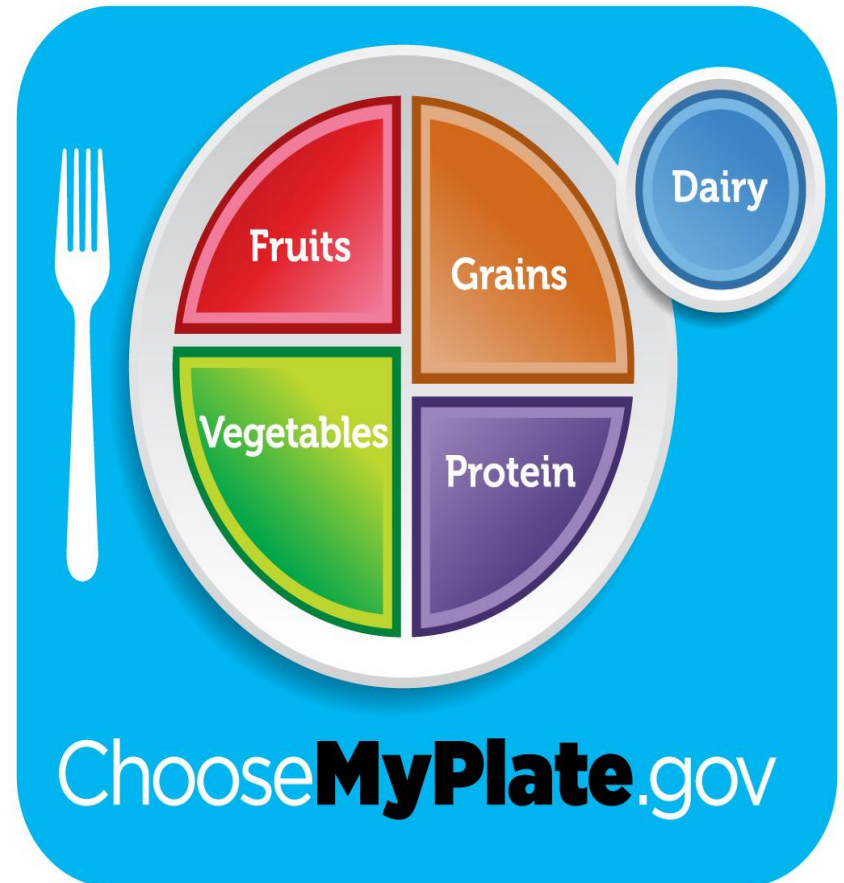 Fruits
Grains
Dairy
Vegetables
Protein
ChooseMyPlate.gov